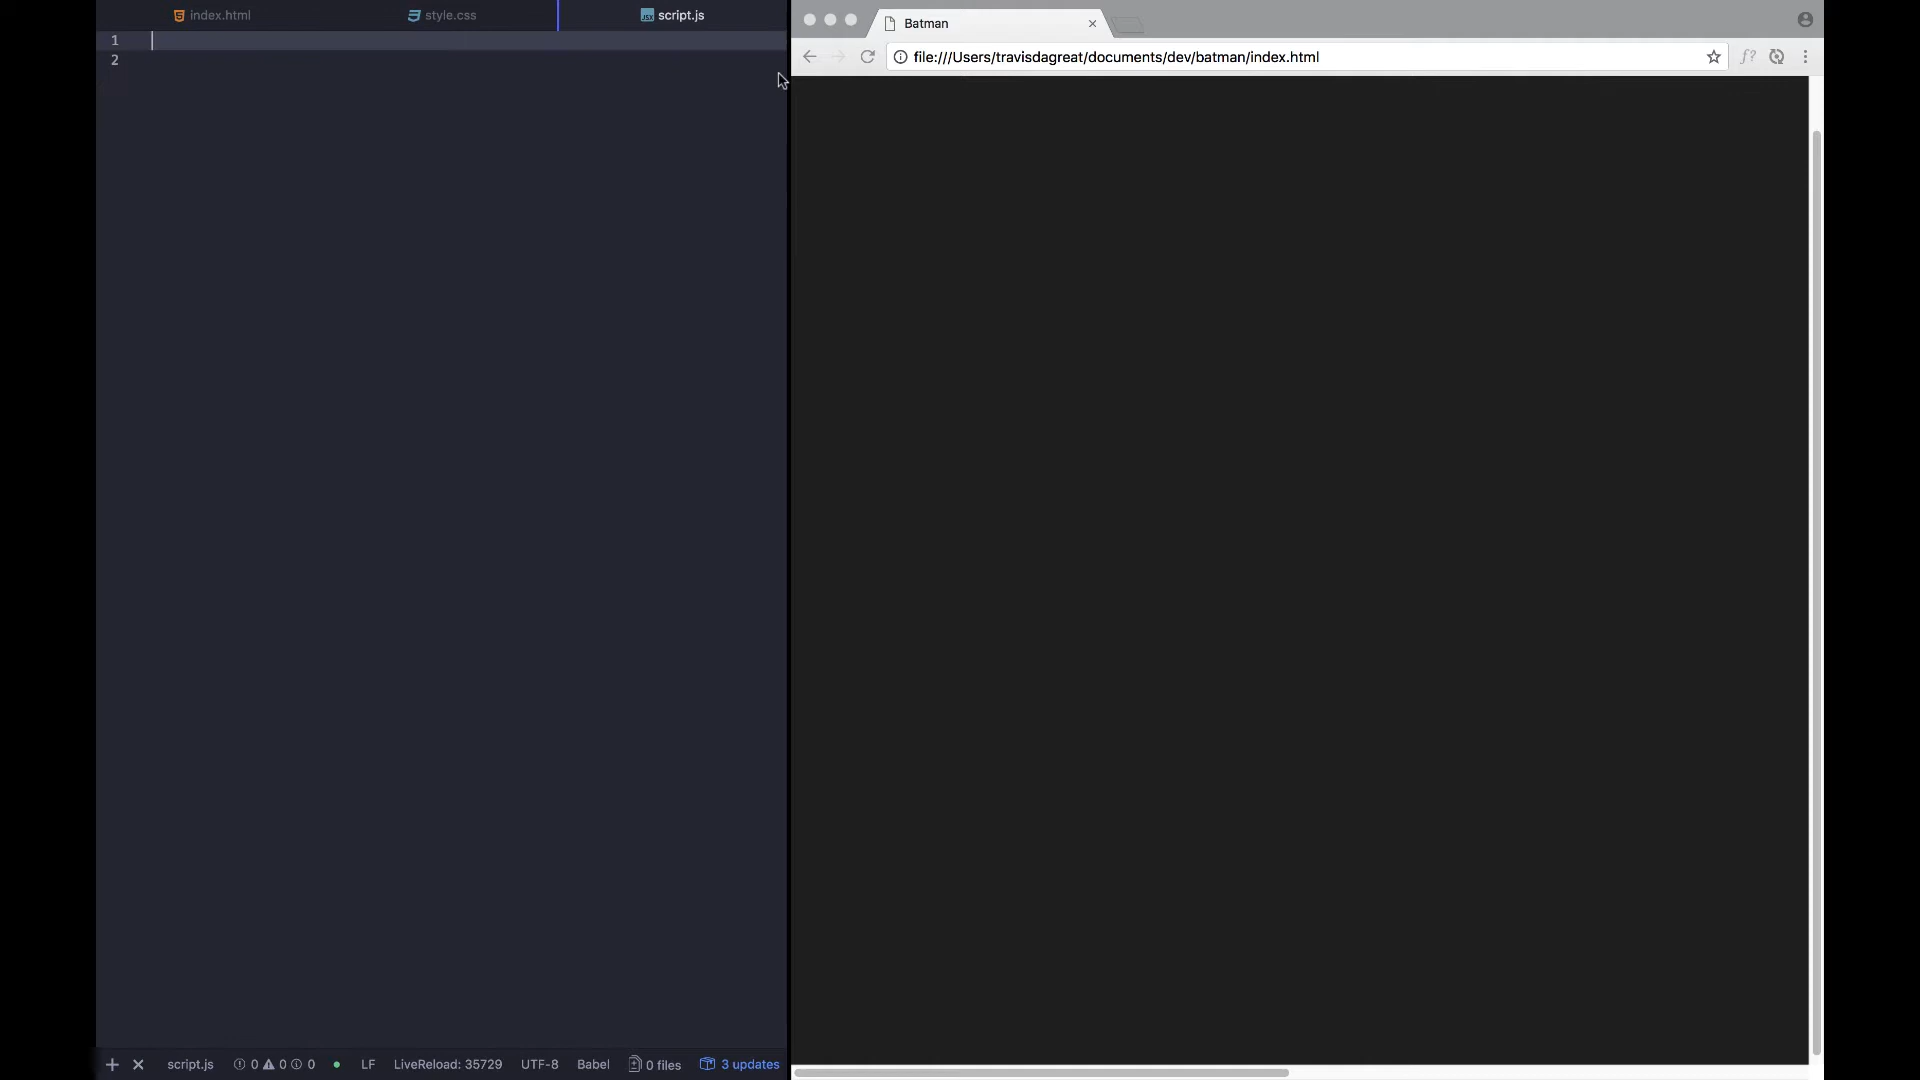 index.html
style.css
script.js
1
2
script.js 0 0 0 LF LiveReload: 35729 UTF-8 Babel 0 files 3 updates
Batman
file:///Users/travisdagreat/documents/dev/batman/index.html
f?